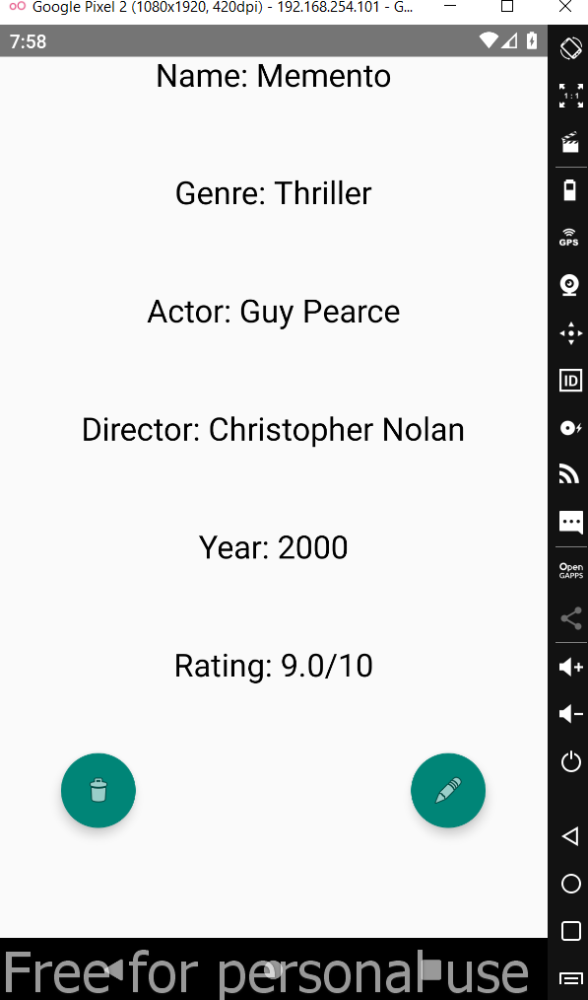 Google Pixel 2 (1080x1920, 420dpi) - 192.168.254.101 - G...
7:58
Name: Memento
Genre: Thriller
Actor: Guy Pearce
Director: Christopher Nolan
Year: 2000
Rating: 9.0/10
1:1
GPS
ID
Open
GAPPS
Free for personal use